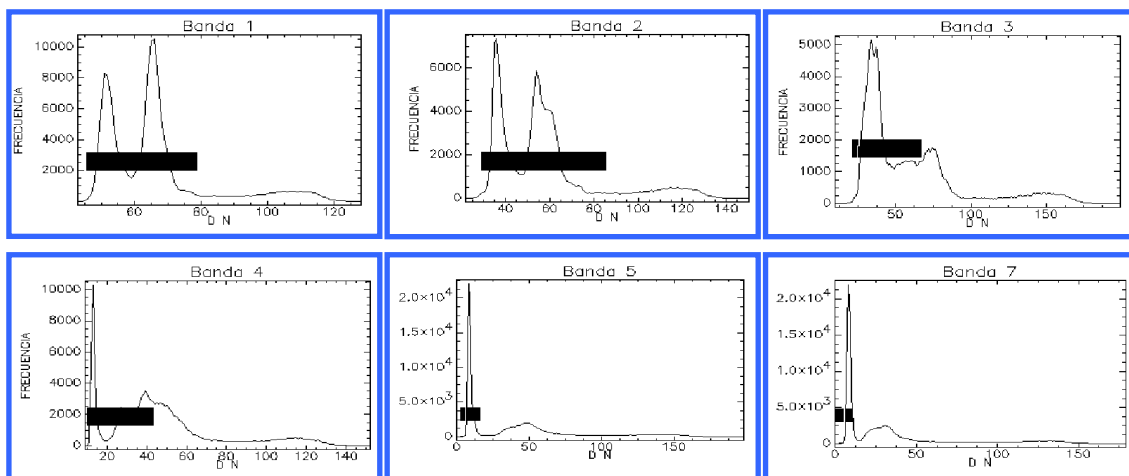 Banda 1
FRECUENCIA
10000
8000
6000
4000
2000
60 80 100 120
D N
Banda 2
FRECUENCIA
6000
4000
2000
0
40 60 80 100 120 140
D N
Banda 3
FRECUENCIA
5000
4000
3000
2000
1000
0
50 100 150
D N
Banda 4
FRECUENCIA
10000
8000
6000
4000
2000
0
20 40 60 80 100 120 140
D N
Banda 5
2.0×10⁴
1.5×10⁴
1.0×10⁴
5.0×10³
0
0 50 100 150
D N
Banda 7
2.0×10⁴
1.5×10⁴
1.0×10⁴
5.0×10³
0
0 50 100 150
D N